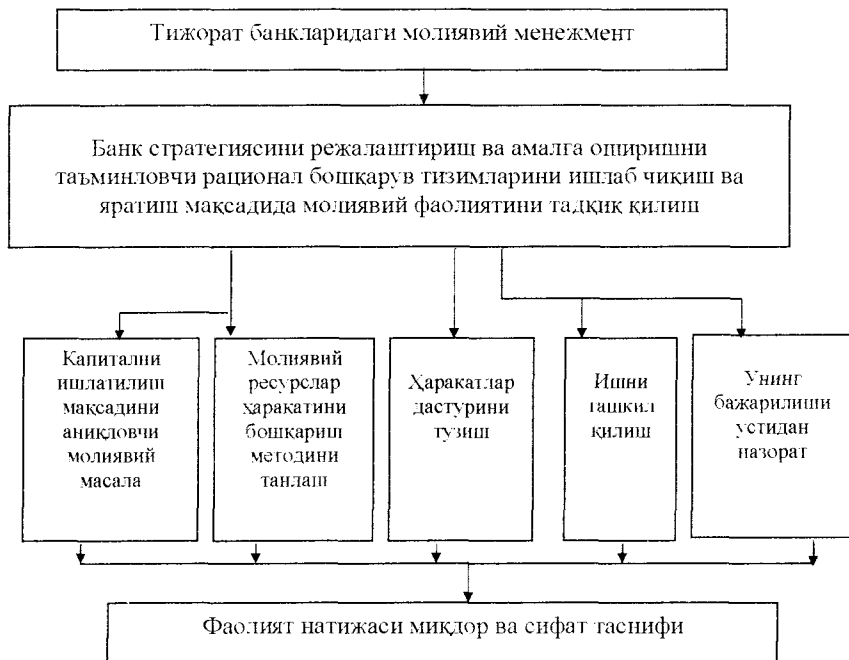 Тижорат банкларидаги молиявий менежмент
Банк стратегиясини режалаштириш ва амалга оширишни
таъминловчи рационал бошқарув тизимларини ишлаб чиқиш ва
яратиш мақсадида молиявий фаолиятини тадқиқ қилиш
Капитални
ишлатилиш
мақсадини
аниқловчи
молиявий
масала
Молиявий
ресурслар
ҳаракатини
бошқариш
методини
танлаш
Ҳаракатлар
дастурини
тузиш
Ишни
ташкил
қилиш
Унинг
бажарилиши
устидан
назорат
Фаолият натижаси миқдор ва сифат таснифи